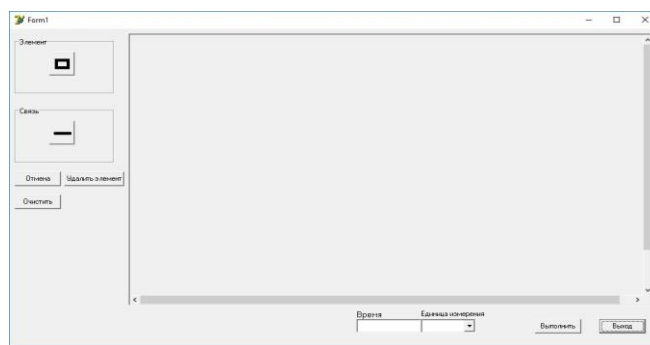 Form1
Элемент
Связь
Отмена
Удалить элемент
Очистить
Время
Единица измерения
Выполнить
Выход